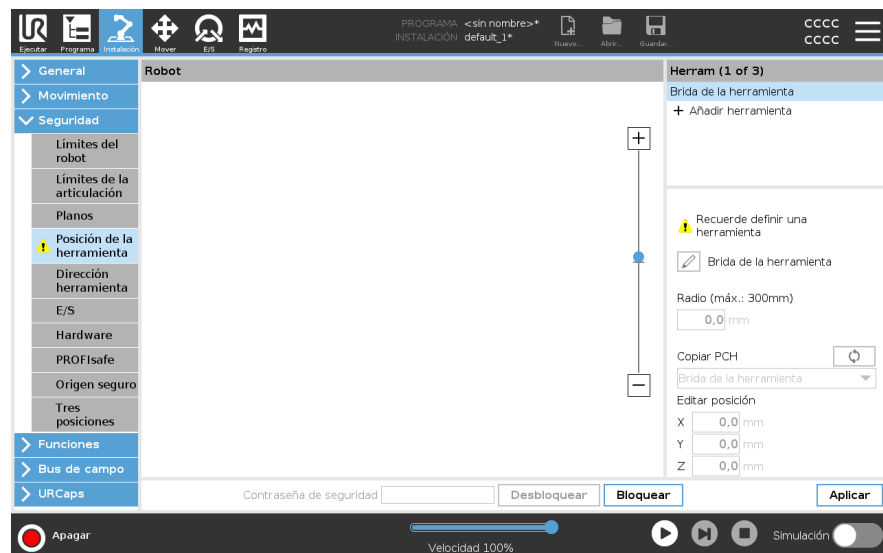 PROGRAMA <sin nombre>*
INSTALACIÓN default_1*
cccc
cccc
Ejecutar
Programa
Instalación
Mover
E/S
Registro
Nuevo...
Abrir...
Guardar...
General
Movimiento
Seguridad
Límites del
robot
Límites de la
articulación
Planos
Posición de la
herramienta
Dirección
herramienta
E/S
Hardware
PROFIsafe
Origen seguro
Tres
posiciones
Funciones
Bus de campo
URCaps
Robot
Herram (1 of 3)
Brida de la herramienta
+ Añadir herramienta
Recuerde definir una
herramienta
Brida de la herramienta
Radio (máx.: 300mm)
0,0 mm
Copiar PCH
Brida de la herramienta
Editar posición
X 0,0 mm
Y 0,0 mm
Z 0,0 mm
Contraseña de seguridad
Desbloquear
Bloquear
Aplicar
Apagar
Velocidad 100%
Simulación